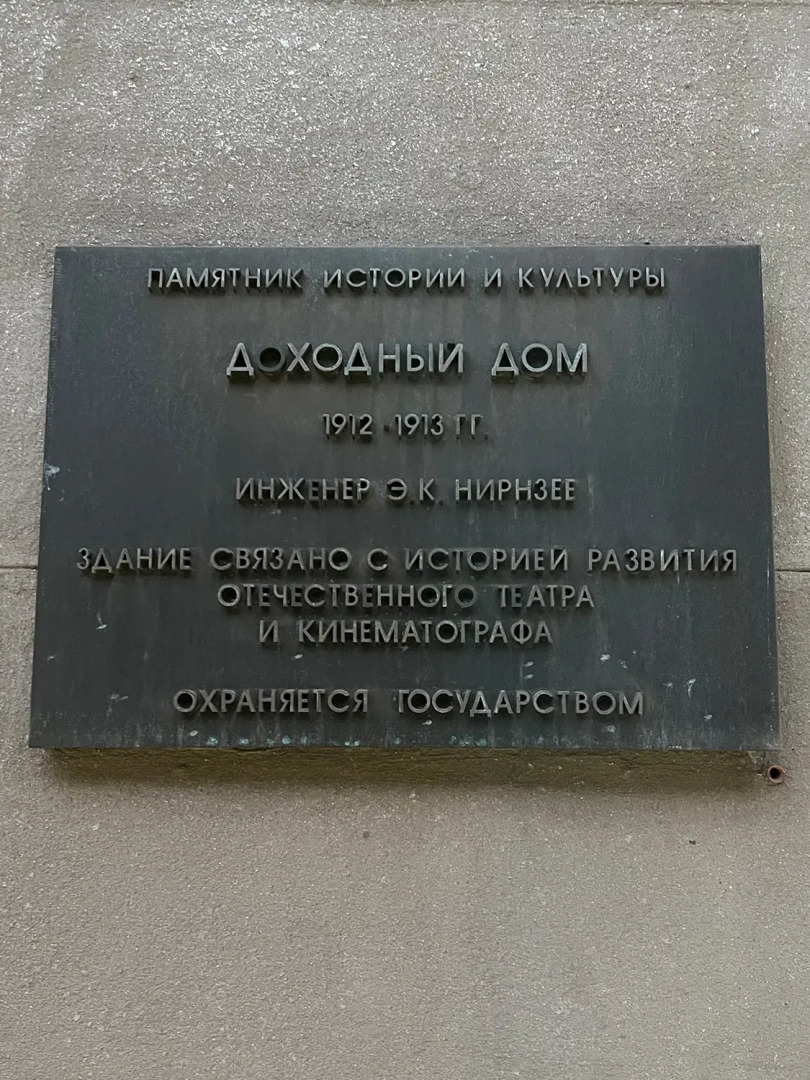 ПАМЯТНИК ИСТОРИИ И КУЛЬТУРЫ
ДОХОДНЫЙ ДОМ
1912 - 1913 ГГ.
ИНЖЕНЕР Э.К. НИРНЗЕЕ
ЗДАНИЕ СВЯЗАНО С ИСТОРИЕЙ РАЗВИТИЯ
ОТЕЧЕСТВЕННОГО ТЕАТРА
И КИНЕМАТОГРАФА
ОХРАНЯЕТСЯ ГОСУДАРСТВОМ